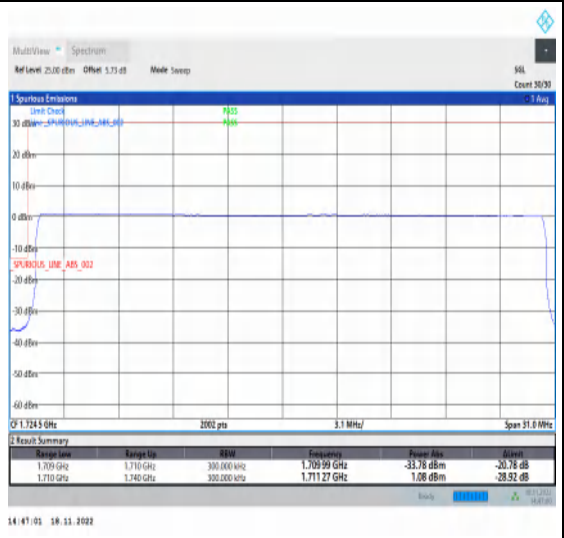 MultiView Spectrum
Ref Level 25.00 dBm Offset 5.73 dB Mode Sweep SGL
Count 30/30
1 Spurious Emissions 1 Avg
Limit Check PASS
30 dBm Line _SPURIOUS_LINE_ABS_002 PASS
20 dBm
10 dBm
0 dBm
-10 dBm
SPURIOUS_LINE_ABS_002
-20 dBm
-30 dBm
-40 dBm
-50 dBm
-60 dBm
CF 1.7245 GHz 2002 pts 3.1 MHz/ Span 31.0 MHz
2 Result Summary
Range Low Range Up RBW Frequency Power Abs ΔLimit
1.709 GHz 1.710 GHz 300.000 kHz 1.70999 GHz -33.78 dBm -20.78 dB
1.710 GHz 1.740 GHz 300.000 kHz 1.71127 GHz 1.08 dBm -28.92 dB
Ready
14:47:01 18.11.2022